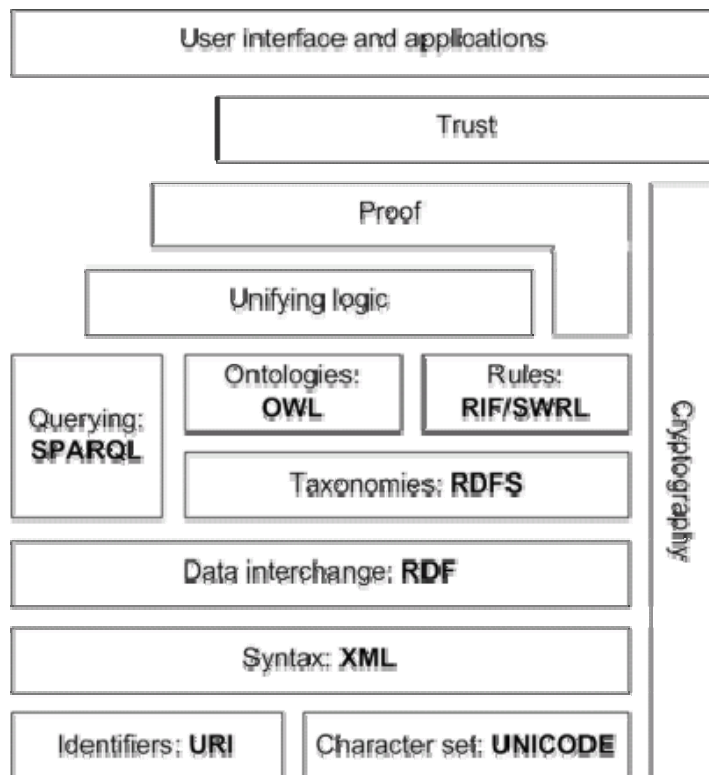 User interface and applications
Trust
Proof
Unifying logic
Querying:
SPARQL
Ontologies:
OWL
Rules:
RIF/SWRL
Taxonomies: RDFS
Cryptography
Data interchange: RDF
Syntax: XML
Identifiers: URI
Character set: UNICODE